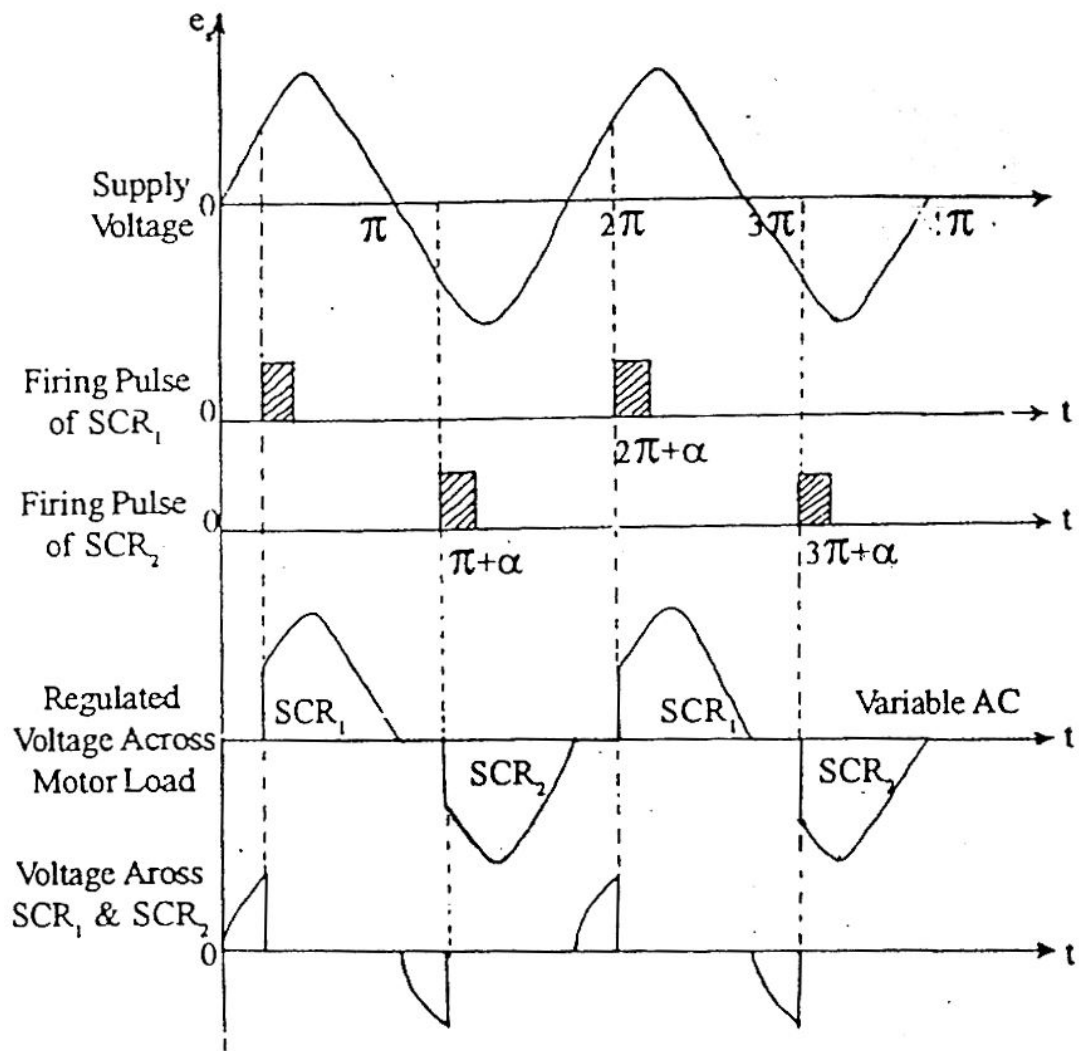 e_s
Supply
Voltage
0
π
2π
3π
π
Firing Pulse
of SCR₁
0
t
2π+α
Firing Pulse
of SCR₂
0
t
π+α
3π+α
Regulated
Voltage Across
Motor Load
SCR₁
SCR₂
SCR₁
SCR₂
Variable AC
t
Voltage Aross
SCR₁ & SCR₂
0
t